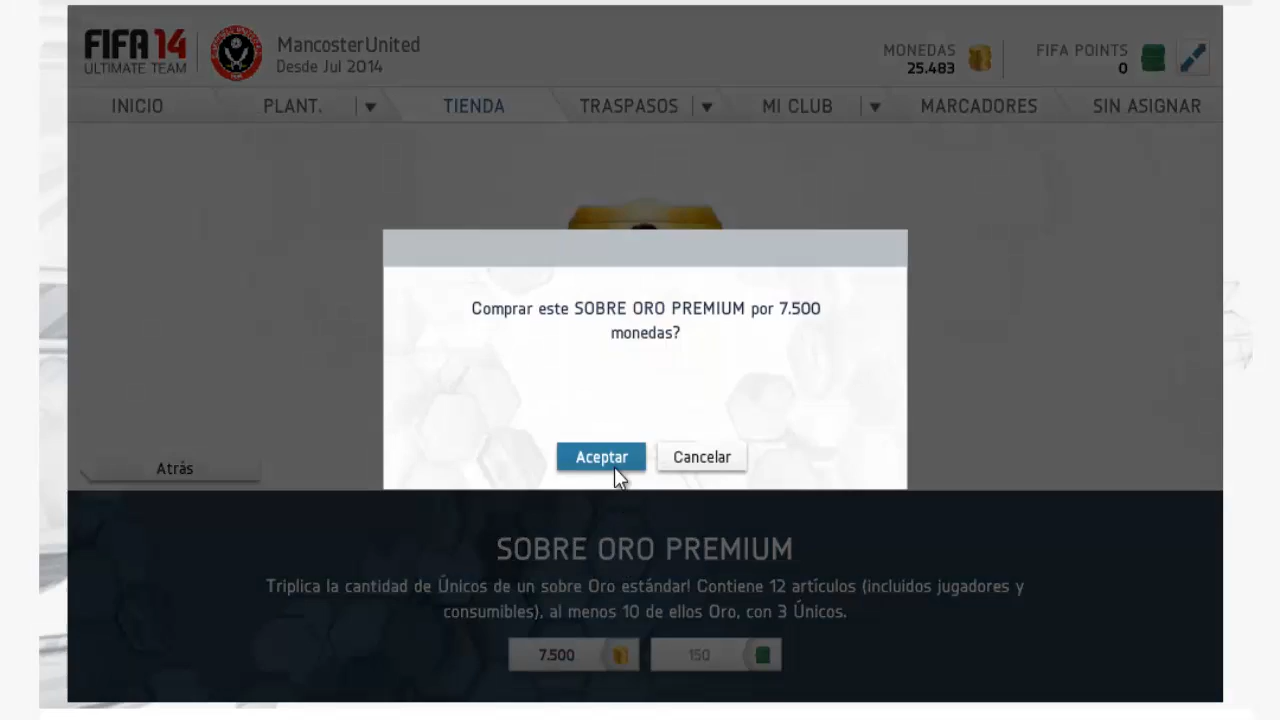 FIFA 14
ULTIMATE TEAM
MancosterUnited
Desde Jul 2014
MONEDAS
25.483
FIFA POINTS
0
INICIO
PLANT.
TIENDA
TRASPASOS
MI CLUB
MARCADORES
SIN ASIGNAR
Comprar este SOBRE ORO PREMIUM por 7.500
monedas?
Aceptar
Cancelar
Atrás
SOBRE ORO PREMIUM
Triplica la cantidad de Únicos de un sobre Oro estándar! Contiene 12 artículos (incluidos jugadores y
consumibles), al menos 10 de ellos Oro, con 3 Únicos.
7.500
150